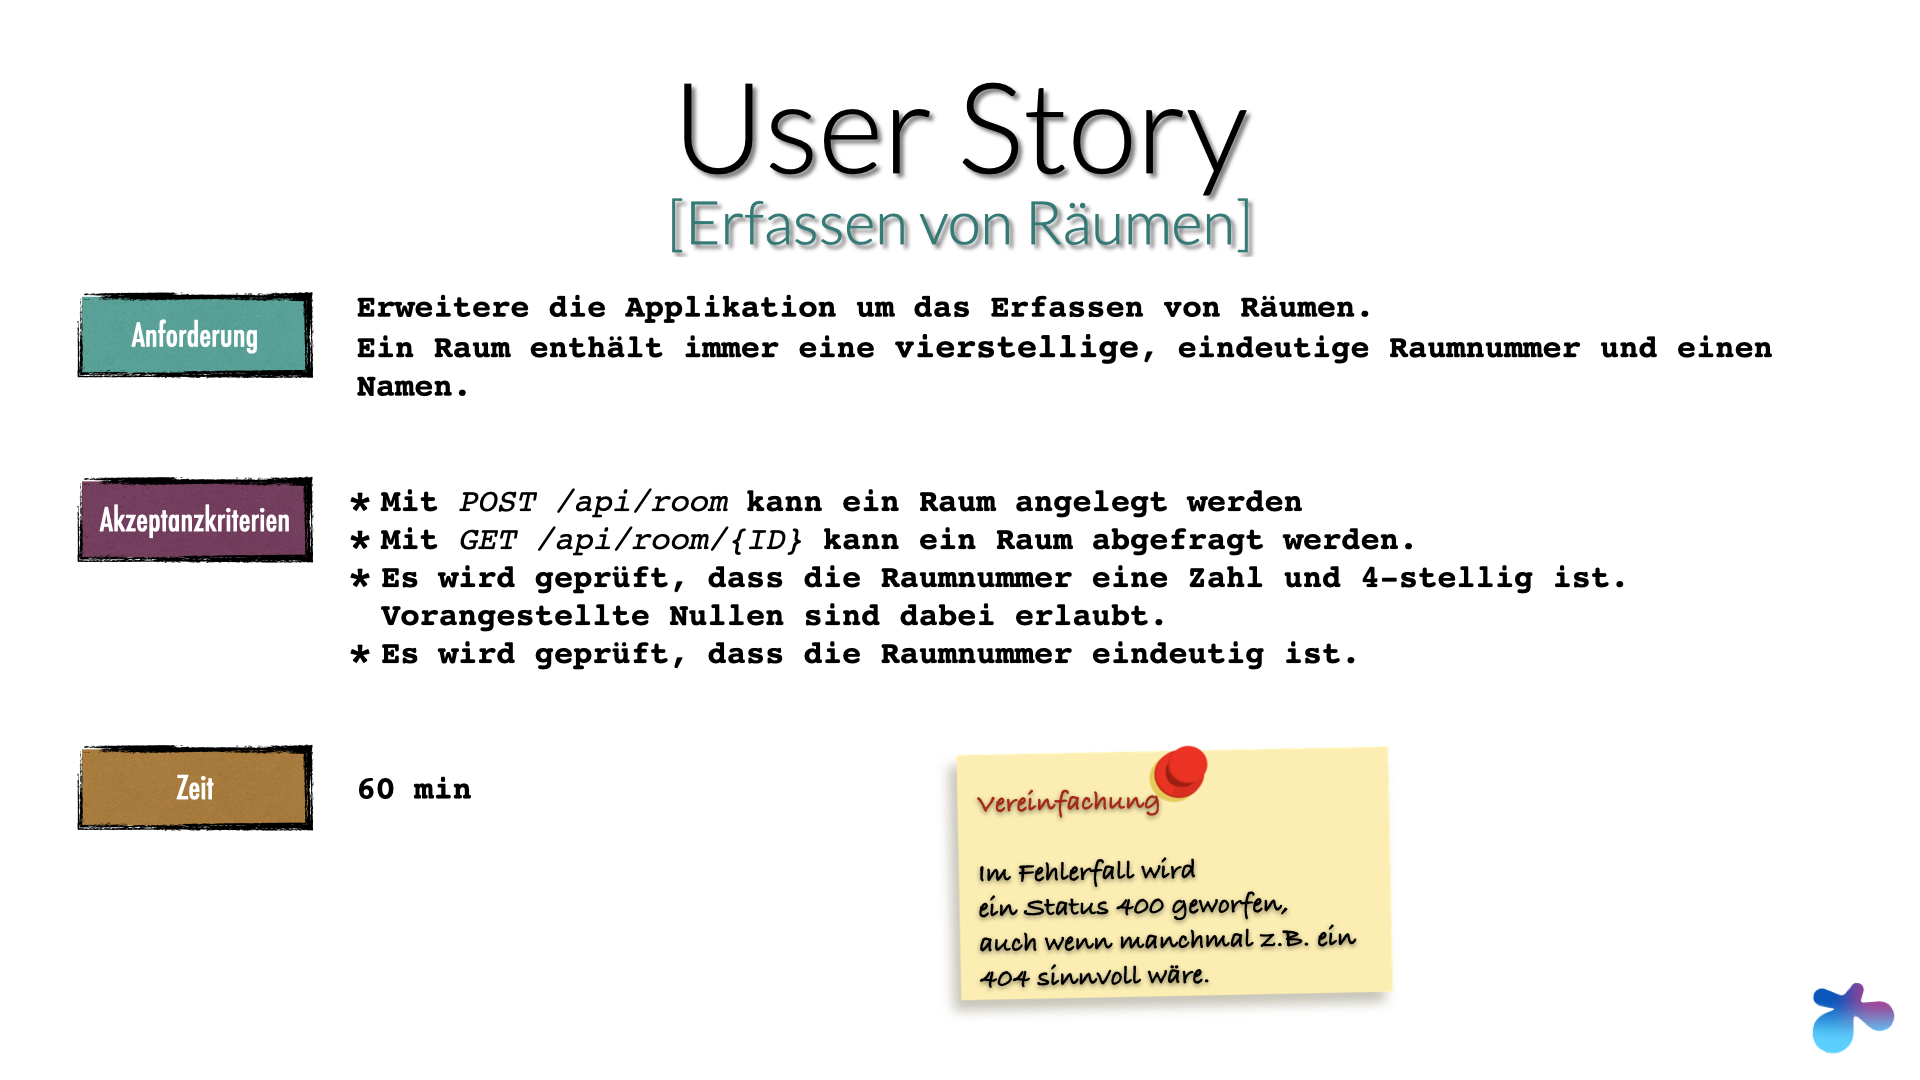 User Story
[Erfassen von Räumen]
Anforderung
Erweitere die Applikation um das Erfassen von Räumen.
Ein Raum enthält immer eine vierstellige, eindeutige Raumnummer und einen
Namen.
Akzeptanzkriterien
* Mit POST /api/room kann ein Raum angelegt werden
* Mit GET /api/room/{ID} kann ein Raum abgefragt werden.
* Es wird geprüft, dass die Raumnummer eine Zahl und 4-stellig ist.
Vorangestellte Nullen sind dabei erlaubt.
* Es wird geprüft, dass die Raumnummer eindeutig ist.
Zeit
60 min
Vereinfachung
Im Fehlerfall wird
ein Status 400 geworfen,
auch wenn manchmal z.B. ein
404 sinnvoll wäre.